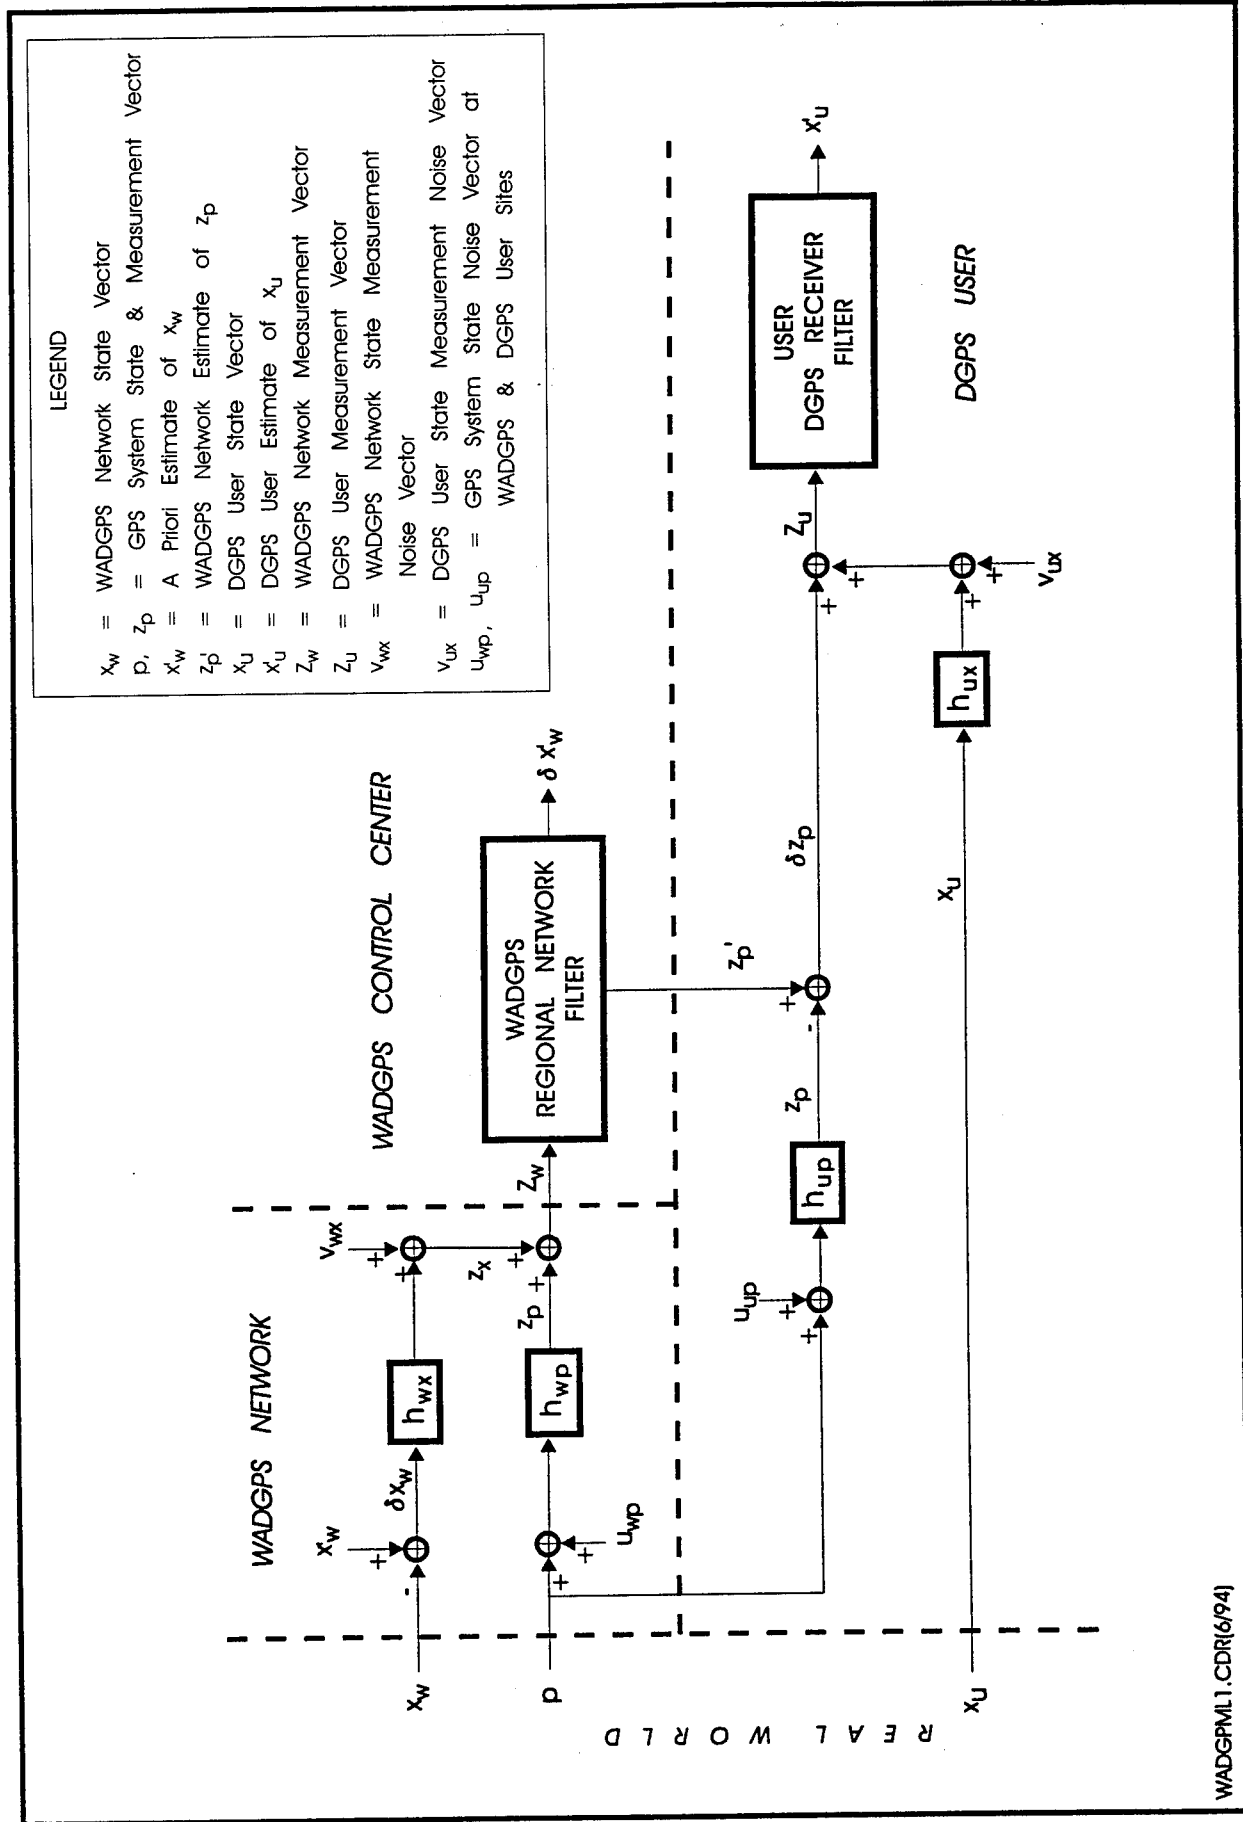 LEGEND
x_w = WADGPS Network State Vector
p, z_p = GPS System State & Measurement Vector
x'_w = A Priori Estimate of x_w
z_p' = WADGPS Network Estimate of z_p
x_u = DGPS User State Vector
x'_u = DGPS User Estimate of x_u
Z_w = WADGPS Network Measurement Vector
Z_u = DGPS User Measurement Vector
v_wx = WADGPS Network State Measurement
Noise Vector
v_ux = DGPS User State Measurement Noise Vector
u_wp, u_up = GPS System State Noise Vector at
WADGPS & DGPS User Sites
WADGPS NETWORK
WADGPS CONTROL CENTER
x'_w
+
v_wx
+
x_w
-
δx_w
h_wx
+
z_x
+
p
+
+
u_wp
h_wp
z_p
+
Z_w
WADGPS
REGIONAL NETWORK
FILTER
δ x'_w
z_p'
+
u_up
+
+
h_up
z_p
-
δz_p
+
Z_u
USER
DGPS RECEIVER
FILTER
x'_u
+
x_u
x_u
h_ux
+
+
v_ux
DGPS USER
REAL WORLD
WADGPML1.CDR(6/94)